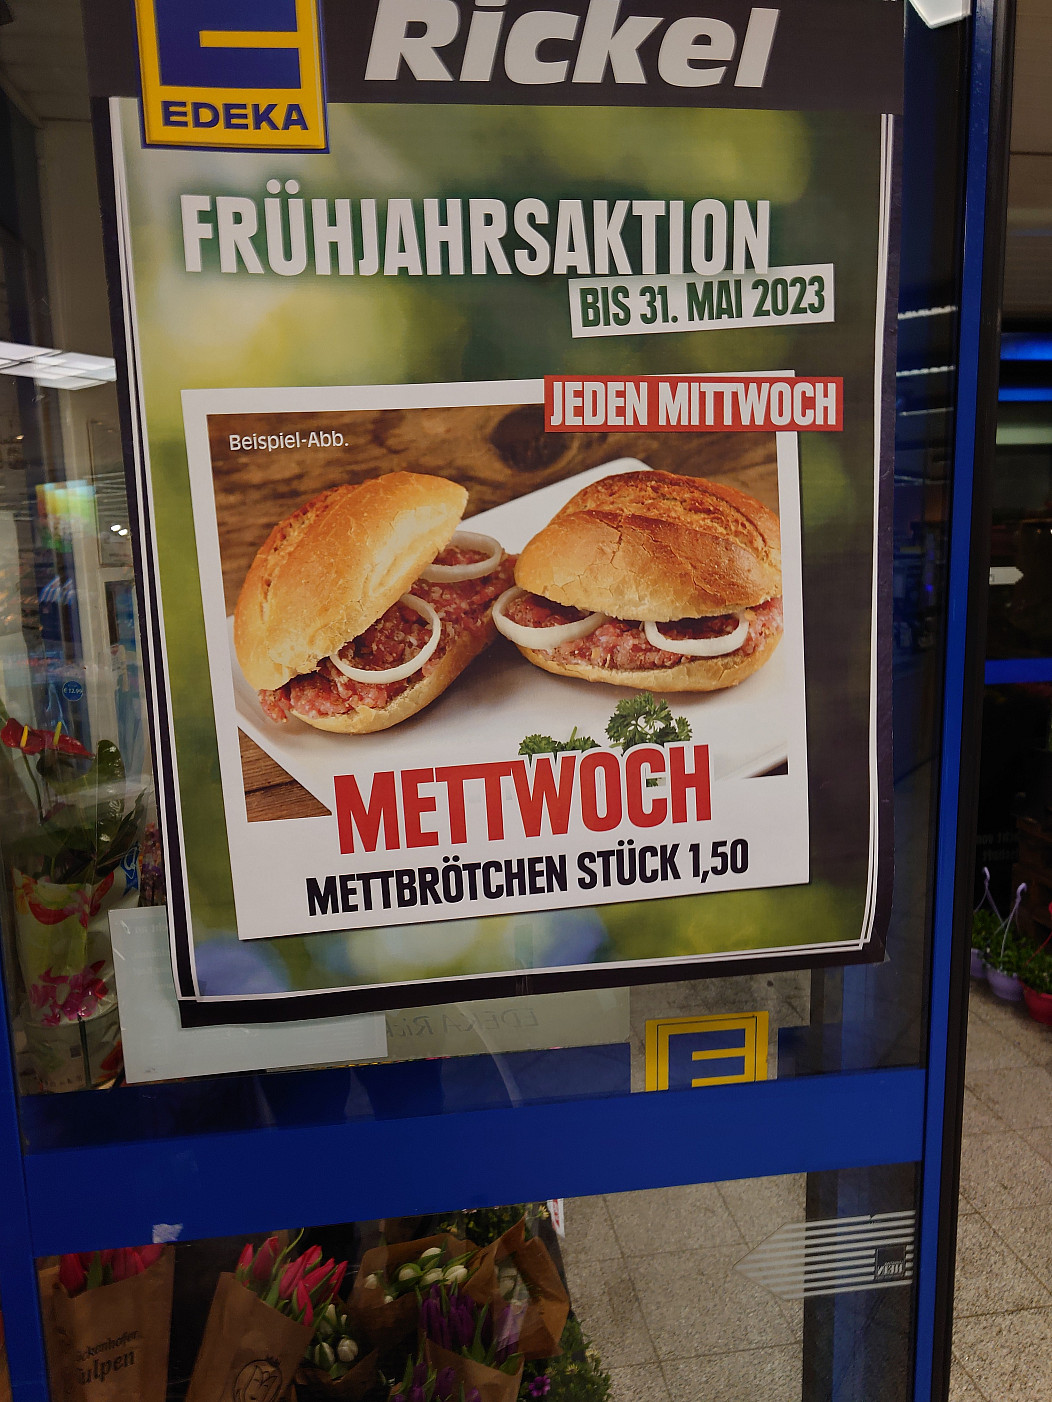 Rickel
EDEKA
FRÜHJAHRSAKTION
BIS 31. MAI 2023
JEDEN MITTWOCH
Beispiel-Abb.
METTWOCH
METTBRÖTCHEN STÜCK 1,50